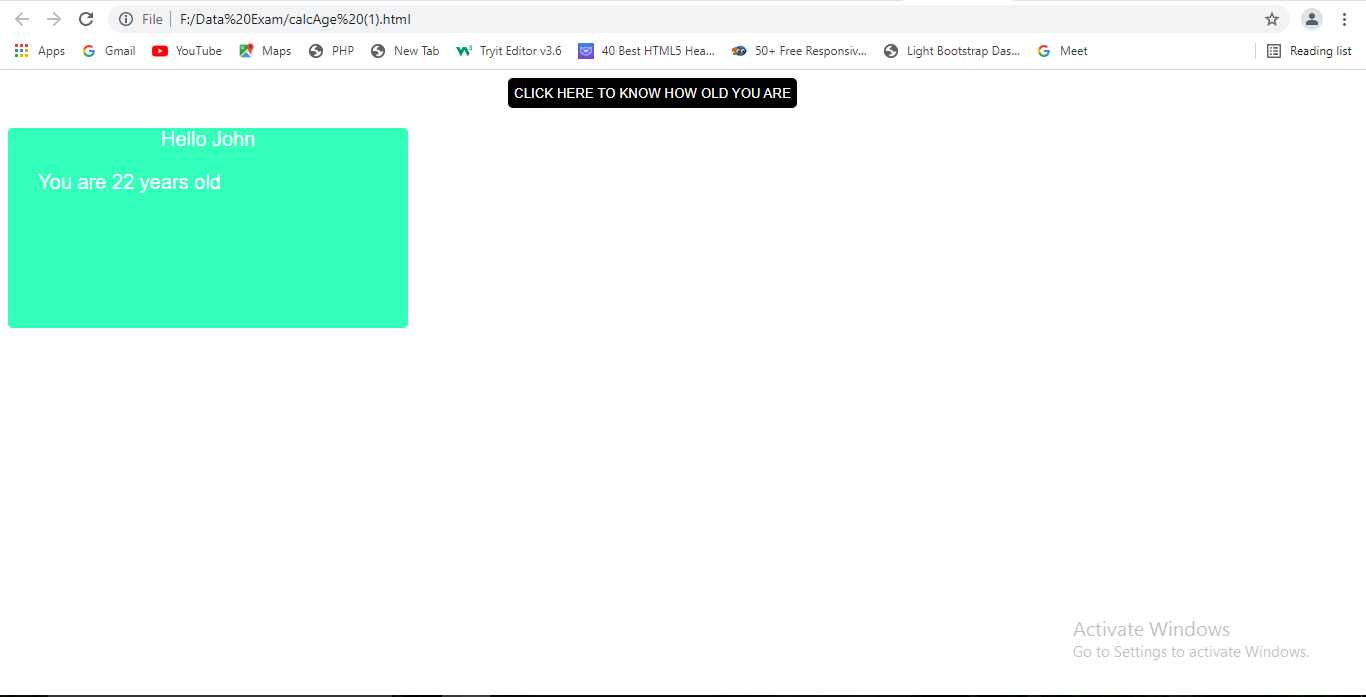 File F:/Data%20Exam/calcAge%20(1).html
Apps Gmail YouTube Maps PHP New Tab Tryit Editor v3.6 40 Best HTML5 Hea... 50+ Free Responsiv... Light Bootstrap Das... Meet Reading list
CLICK HERE TO KNOW HOW OLD YOU ARE
Hello John
You are 22 years old
Activate Windows
Go to Settings to activate Windows.